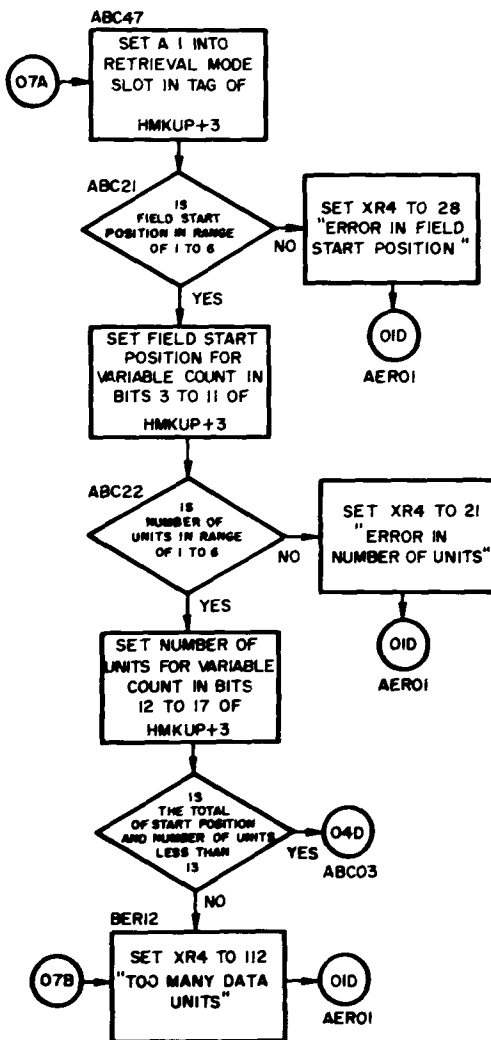 ABC47
SET A 1 INTO
RETRIEVAL MODE
SLOT IN TAG OF
HMKUP+3
07A
ABC21
IS
FIELD START
POSITION IN RANGE
OF 1 TO 6
NO
SET XR4 TO 28
"ERROR IN FIELD
START POSITION"
01D
AER01
YES
SET FIELD START
POSITION FOR
VARIABLE COUNT IN
BITS 3 TO 11 OF
HMKUP+3
ABC22
IS
NUMBER OF
UNITS IN RANGE
OF 1 TO 6
NO
SET XR4 TO 21
"ERROR IN
NUMBER OF UNITS"
01D
AER01
YES
SET NUMBER OF
UNITS FOR VARIABLE
COUNT IN BITS
12 TO 17 OF
HMKUP+3
IS
THE TOTAL
OF START POSITION
AND NUMBER OF UNITS
LESS THAN
13
YES
04D
ABC03
NO
BER12
07B
SET XR4 TO 112
"TOO MANY DATA
UNITS"
01D
AER01